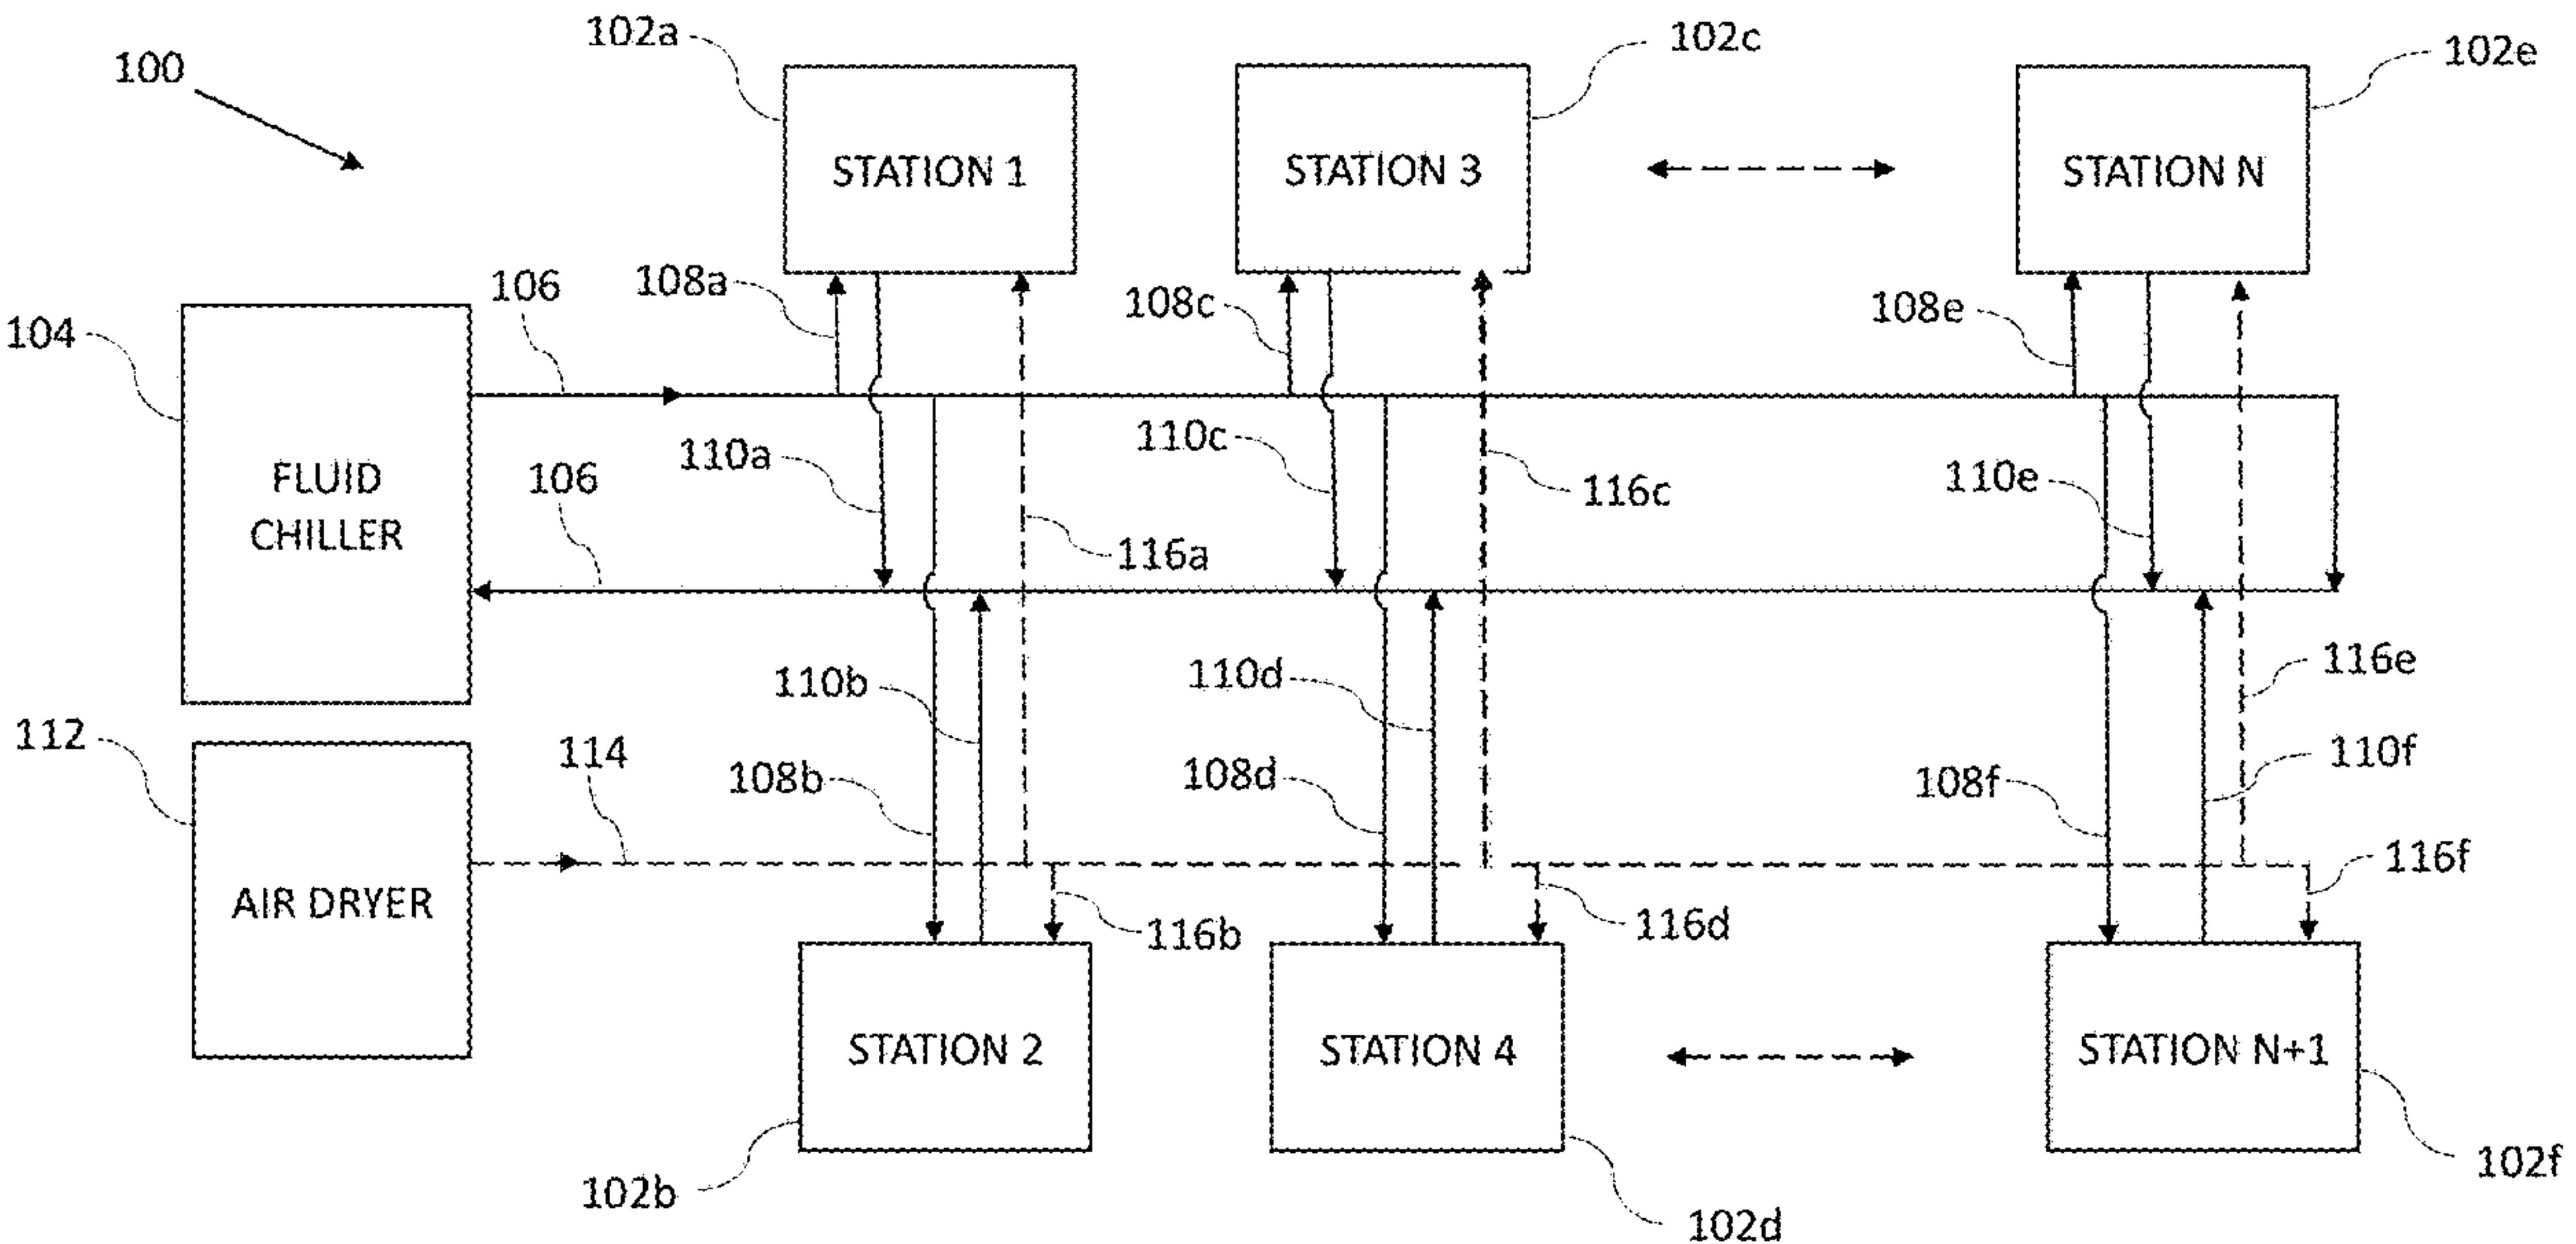 102a
102c
102e
100
STATION 1
STATION 3
STATION N
106
108a
108c
108e
104
110a
110c
110e
FLUID
CHILLER
106
116c
116a
110b
110d
116e
112
114
108b
108d
108f
110f
AIR DRYER
116b
116d
116f
STATION 2
STATION 4
STATION N+1
102b
102d
102f